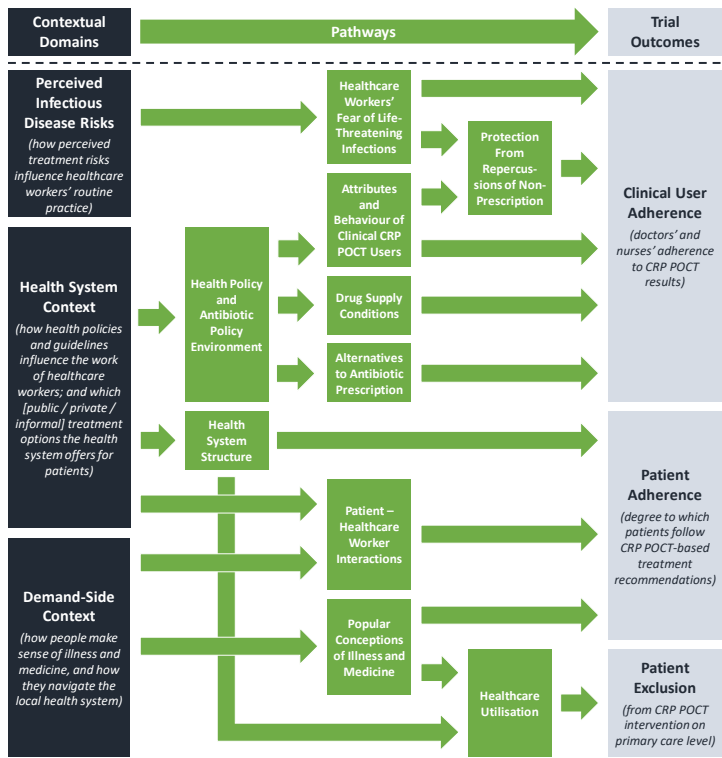 Contextual
Domains
Pathways
Trial
Outcomes
Perceived
Infectious
Disease Risks
(how perceived
treatment risks
influence healthcare
workers' routine
practice)
Health System
Context
(how health policies
and guidelines
influence the work
of healthcare
workers; and which
[public / private /
informal] treatment
options the health
system offers for
patients)
Demand-Side
Context
(how people make
sense of illness and
medicine, and how
they navigate the
local health system)
Health Policy
and
Antibiotic
Policy
Environment
Health
System
Structure
Healthcare
Workers'
Fear of Life-
Threatening
Infections
Attributes
and
Behaviour of
Clinical CRP
POCT Users
Drug Supply
Conditions
Alternatives
to Antibiotic
Prescription
Patient –
Healthcare
Worker
Interactions
Popular
Conceptions
of Illness and
Medicine
Protection
From
Repercus-
sions of Non-
Prescription
Healthcare
Utilisation
Clinical User
Adherence
(doctors' and
nurses' adherence
to CRP POCT
results)
Patient
Adherence
(degree to which
patients follow
CRP POCT-based
treatment
recommendations)
Patient
Exclusion
(from CRP POCT
intervention on
primary care level)